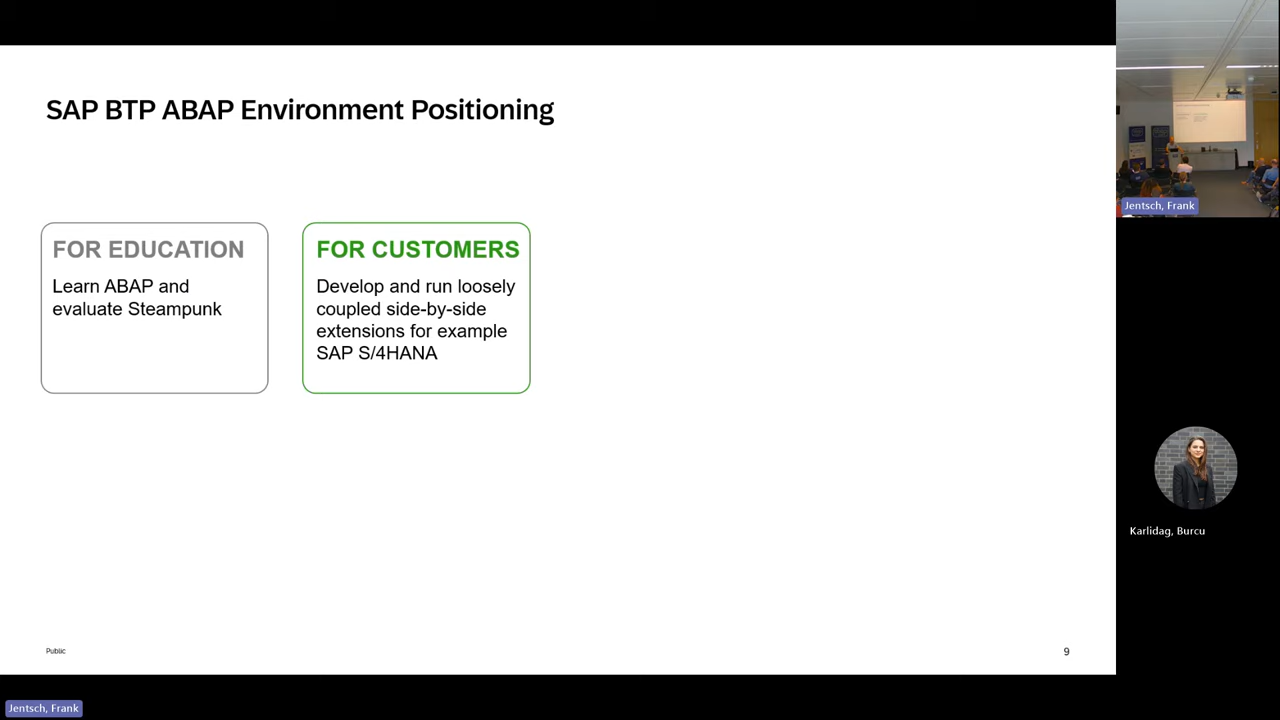 SAP BTP ABAP Environment Positioning
FOR EDUCATION
Learn ABAP and
evaluate Steampunk
FOR CUSTOMERS
Develop and run loosely
coupled side-by-side
extensions for example
SAP S/4HANA
Public
9
Jentsch, Frank
Karlidag, Burcu
Jentsch, Frank